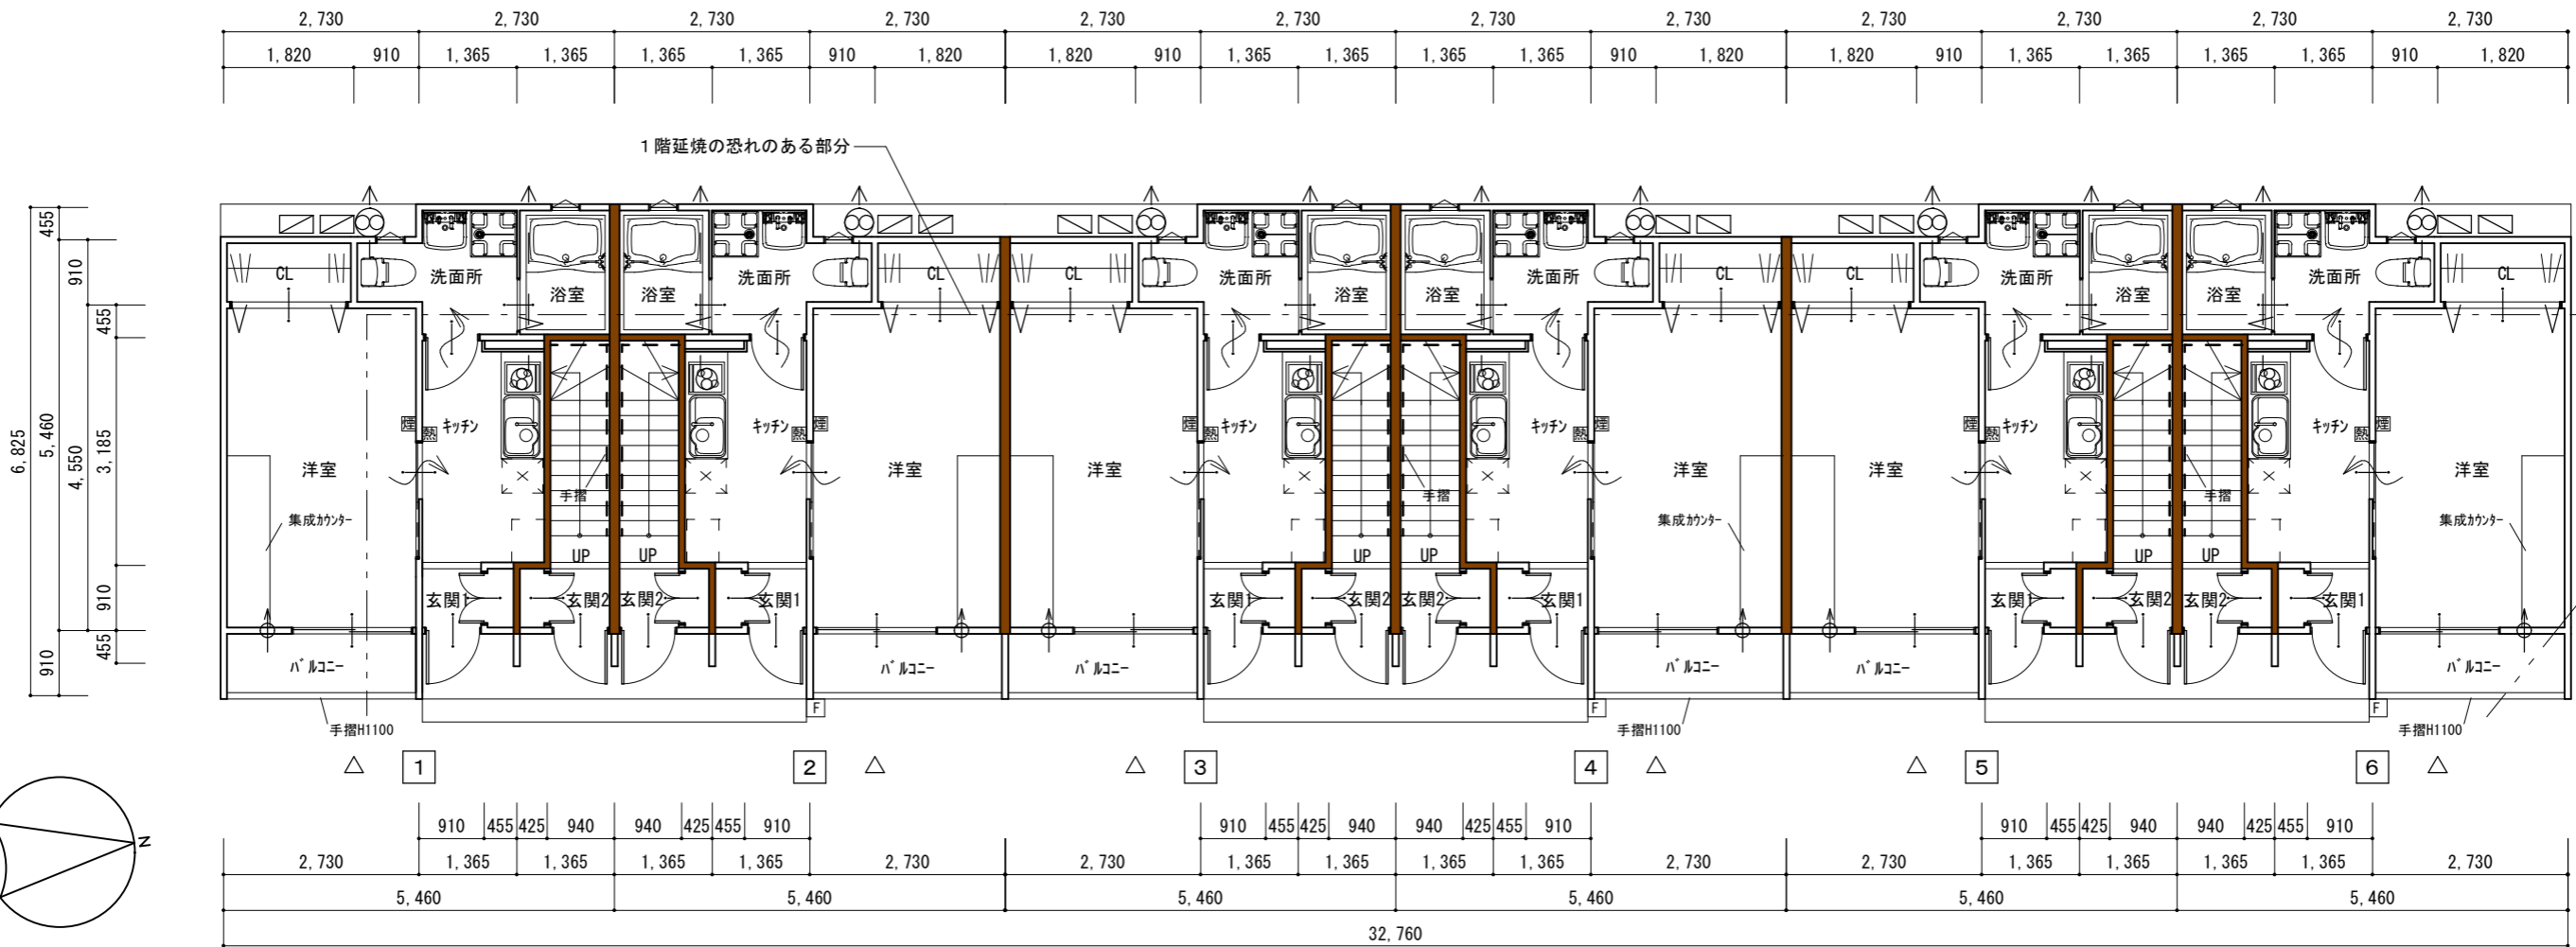 2,730 2,730 2,730 2,730 2,730 2,730 2,730 2,730 2,730 2,730 2,730 2,730
1,820 910 1,365 1,365 1,365 1,365 910 1,820 1,820 910 1,365 1,365 1,365 1,365 910 1,820 1,820 910 1,365 1,365 1,365 1,365 910 1,820
1階延焼の恐れのある部分
455
910
455
3,185
910
455
4,550
5,460
910
6,825
CL 洗面所 浴室 浴室 洗面所 CL CL 洗面所 浴室 浴室 洗面所 CL CL 洗面所 浴室 浴室 洗面所 CL
煙 熱 キッチン キッチン 熱 煙 煙 熱 キッチン キッチン 熱 煙 煙 熱 キッチン キッチン 熱 煙
洋室 洋室 洋室 洋室 洋室 洋室
手摺 手摺 手摺
集成カウンター 集成カウンター 集成カウンター
UP UP UP UP UP UP
玄関1 玄関2 玄関2 玄関1 玄関1 玄関2 玄関2 玄関1 玄関1 玄関2 玄関2 玄関1
バルコニー バルコニー バルコニー バルコニー バルコニー バルコニー
F F F
手摺H1100 手摺H1100 手摺H1100
△ 1 2 △ △ 3 4 △ △ 5 6 △
N
910 455 425 940 940 425 455 910 910 455 425 940 940 425 455 910 910 455 425 940 940 425 455 910
2,730 1,365 1,365 1,365 1,365 2,730 2,730 1,365 1,365 1,365 1,365 2,730 2,730 1,365 1,365 1,365 1,365 2,730
5,460 5,460 5,460 5,460 5,460 5,460
32,760